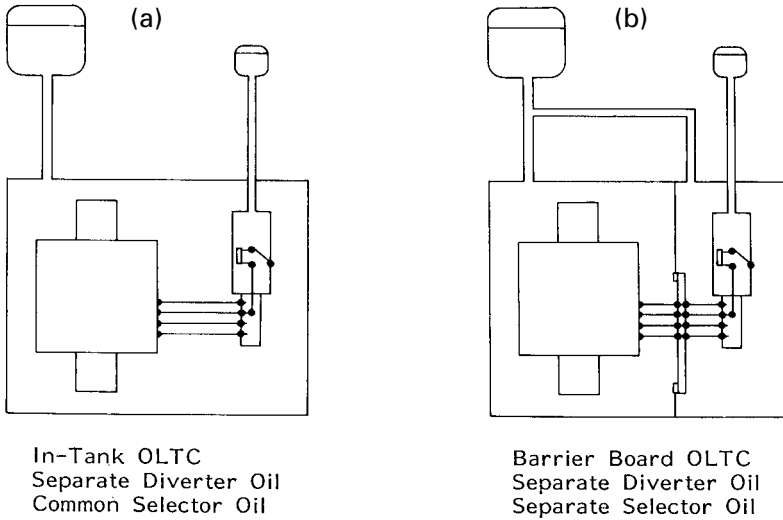 (a)
(b)
In-Tank OLTC
Separate Diverter Oil
Common Selector Oil
Barrier Board OLTC
Separate Diverter Oil
Separate Selector Oil